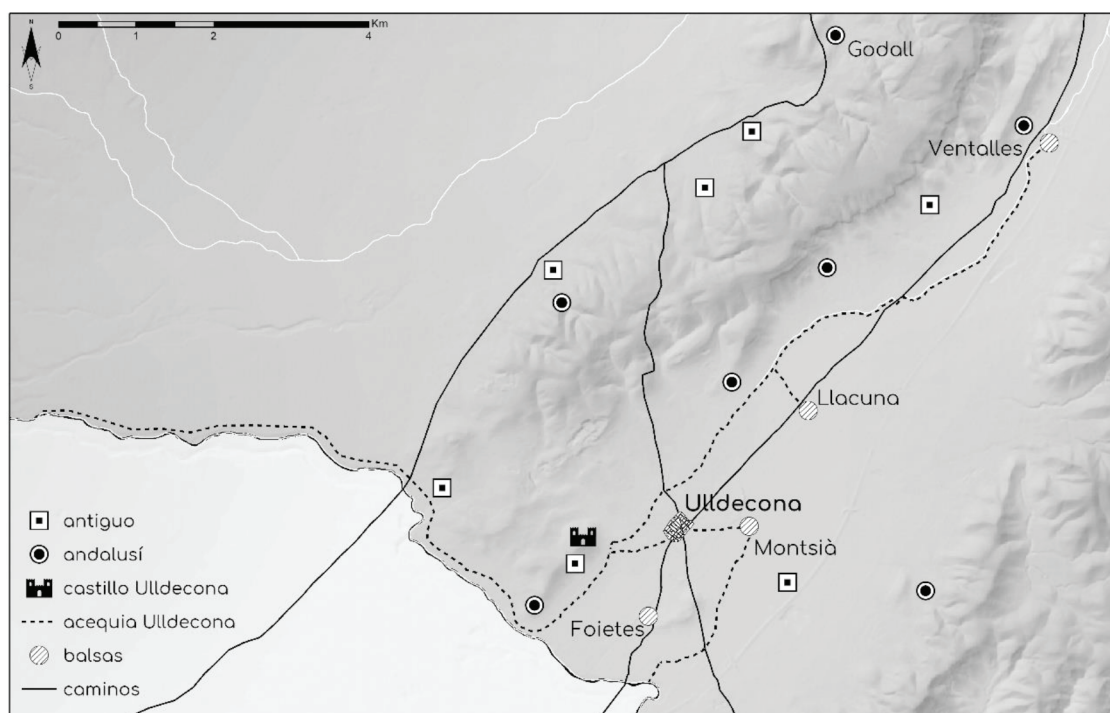 N
S
Km
0 1 2 4
Godall
Ventalles
Llacuna
Ulldecona
Montsià
Foietes
antiguo
andalusí
castillo Ulldecona
acequia Ulldecona
balsas
caminos